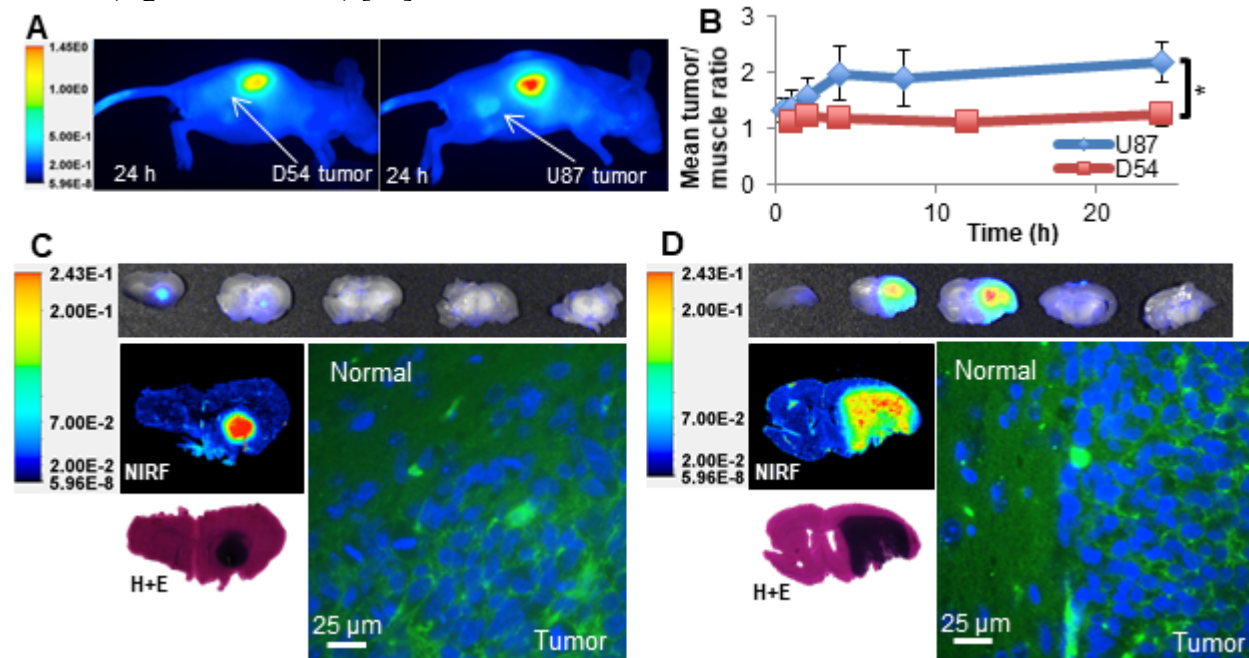 A
1.45E0
1.00E0
5.00E-1
2.00E-1
5.96E-8
24 h
D54 tumor
24 h
U87 tumor
B
Mean tumor/
muscle ratio
3
2
1
0
0
10
20
Time (h)
U87
D54
*
C
2.43E-1
2.00E-1
7.00E-2
2.00E-2
5.96E-8
NIRF
H+E
Normal
25 µm
Tumor
D
2.43E-1
2.00E-1
7.00E-2
2.00E-2
5.96E-8
NIRF
H+E
Normal
25 µm
Tumor